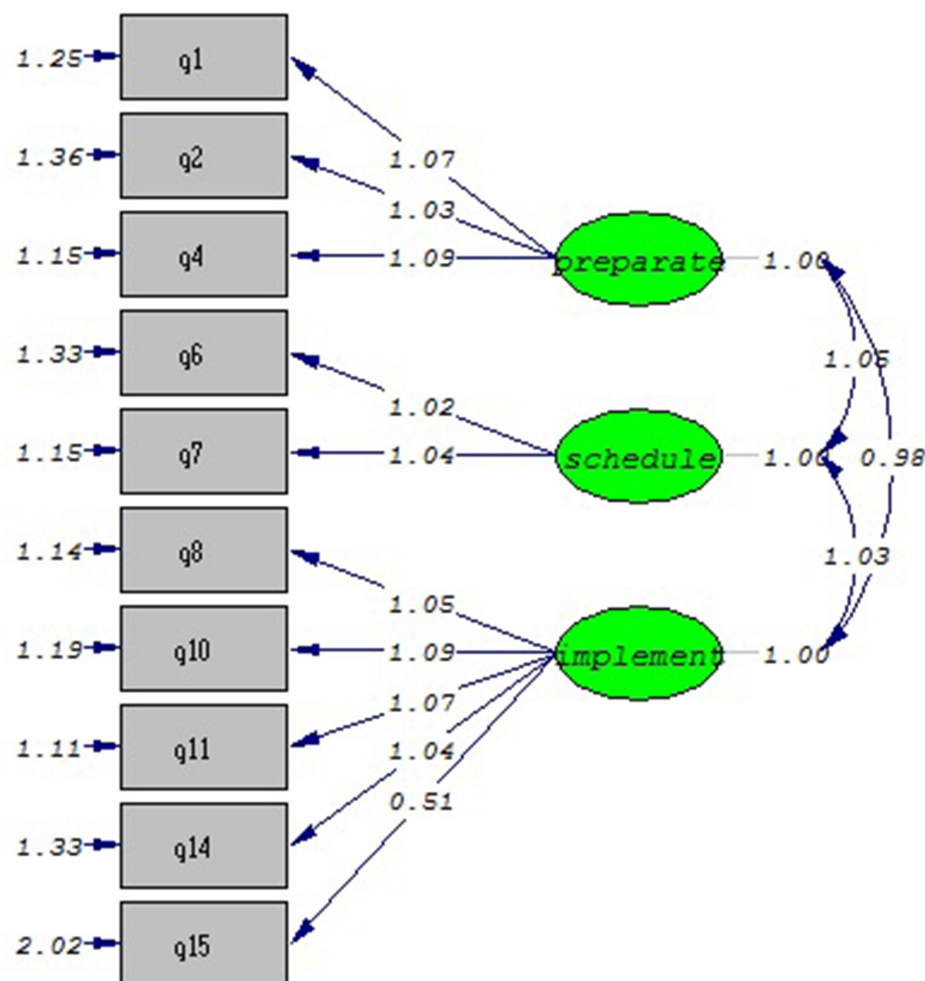 1.25 q1
1.07
1.36 q2
1.03
1.15 q4 1.09 preparate 1.00
1.33 q6 1.05
1.02
1.15 q7 1.04 schedule 1.00 0.98
1.14 q8 1.03
1.05
1.19 q10 1.09 implement 1.00
1.07
1.11 q11
1.04
0.51
1.33 q14
2.02 q15